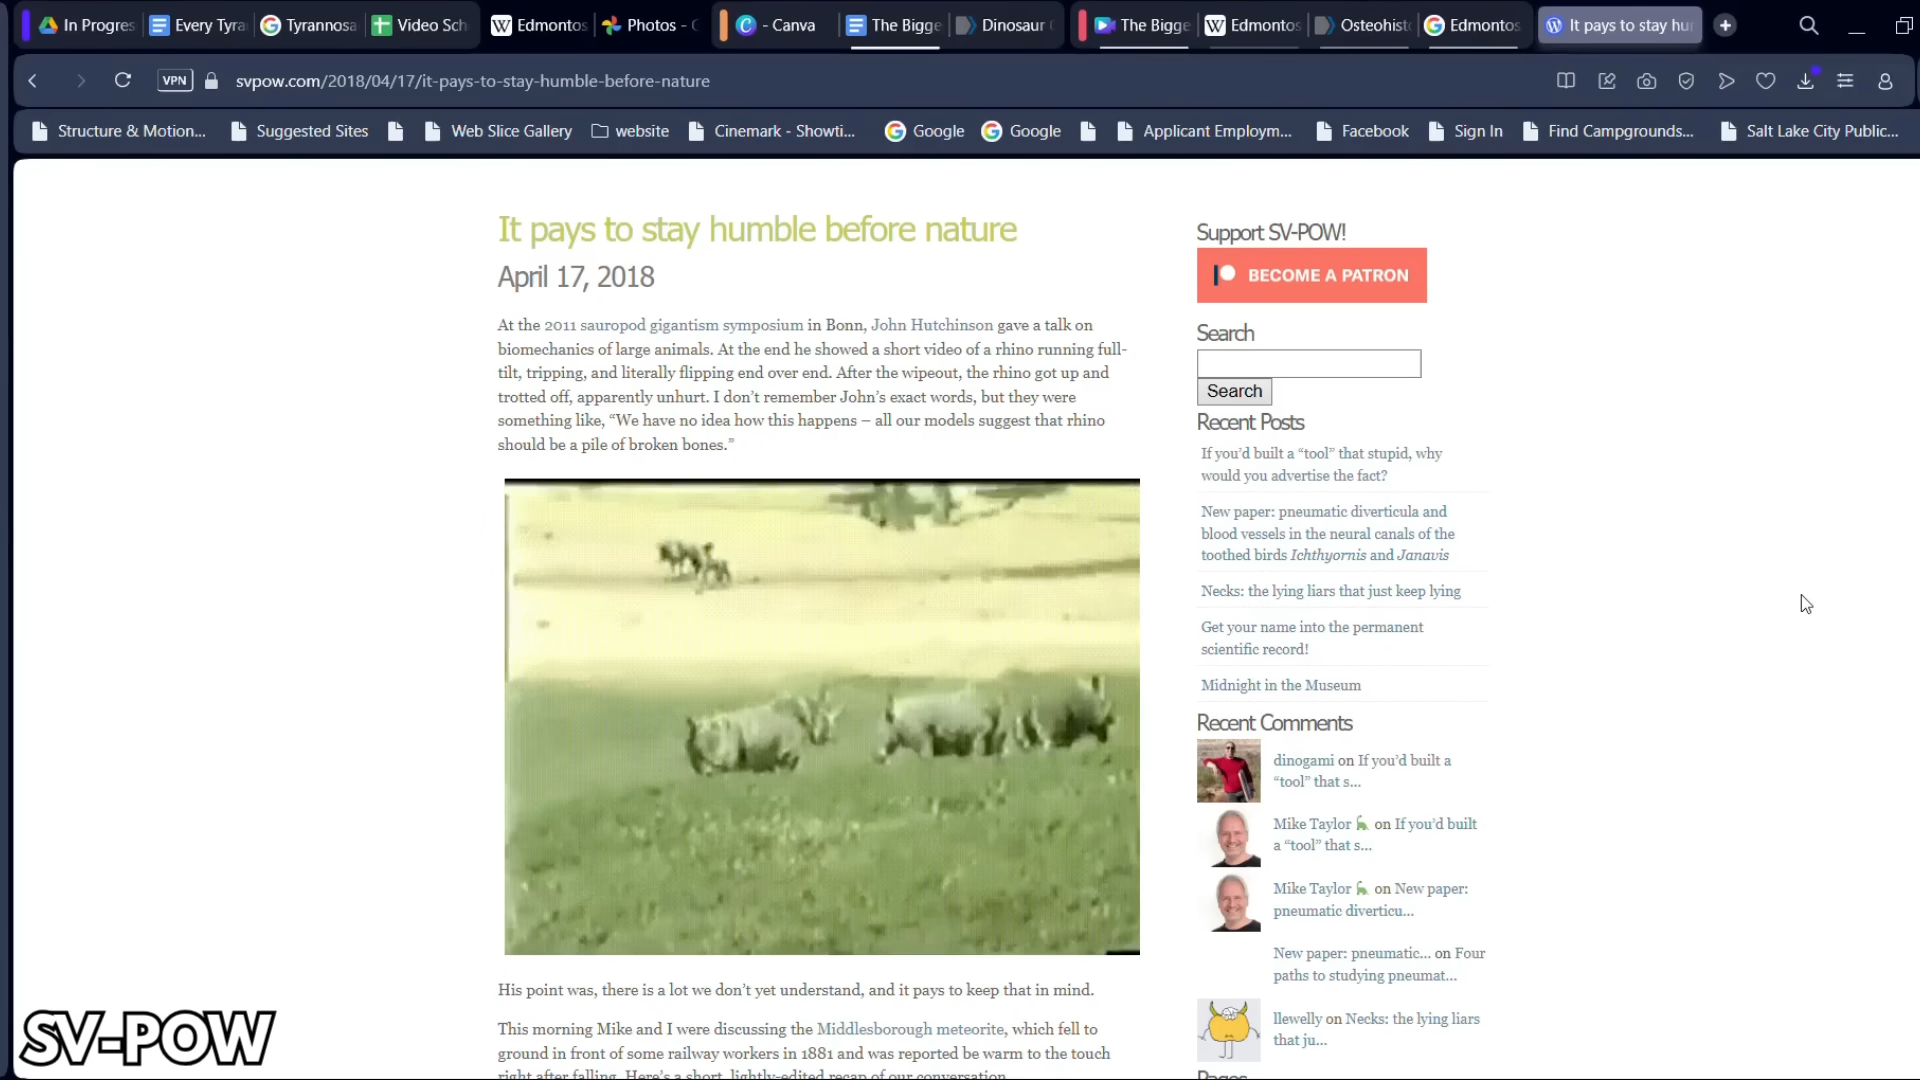 In Progres
Every Tyra
Tyrannosa
Video Sch
Edmontos
Photos - G
- Canva
The Bigge
Dinosaur
The Bigge
Edmontos
Osteohist
Edmontos
It pays to stay hu
VPN
svpow.com/2018/04/17/it-pays-to-stay-humble-before-nature
Structure & Motion...
Suggested Sites
Web Slice Gallery
website
Cinemark - Showti...
Google
Google
Applicant Employm...
Facebook
Sign In
Find Campgrounds...
Salt Lake City Public...
It pays to stay humble before nature
April 17, 2018
At the 2011 sauropod gigantism symposium in Bonn, John Hutchinson gave a talk on
biomechanics of large animals. At the end he showed a short video of a rhino running full-
tilt, tripping, and literally flipping end over end. After the wipeout, the rhino got up and
trotted off, apparently unhurt. I don't remember John's exact words, but they were
something like, “We have no idea how this happens – all our models suggest that rhino
should be a pile of broken bones.”
His point was, there is a lot we don't yet understand, and it pays to keep that in mind.
This morning Mike and I were discussing the Middlesborough meteorite, which fell to
ground in front of some railway workers in 1881 and was reported be warm to the touch
right after falling. Here's a short, lightly-edited recap of our conversation.
Support SV-POW!
BECOME A PATRON
Search
Search
Recent Posts
If you'd built a “tool” that stupid, why
would you advertise the fact?
New paper: pneumatic diverticula and
blood vessels in the neural canals of the
toothed birds Ichthyornis and Janavis
Necks: the lying liars that just keep lying
Get your name into the permanent
scientific record!
Midnight in the Museum
Recent Comments
dinogami on If you'd built a
“tool” that s...
Mike Taylor 🦕 on If you'd built
a “tool” that s...
Mike Taylor 🦕 on New paper:
pneumatic diverticu...
New paper: pneumatic... on Four
paths to studying pneumat...
llewelly on Necks: the lying liars
that ju...
Pages
SV-POW